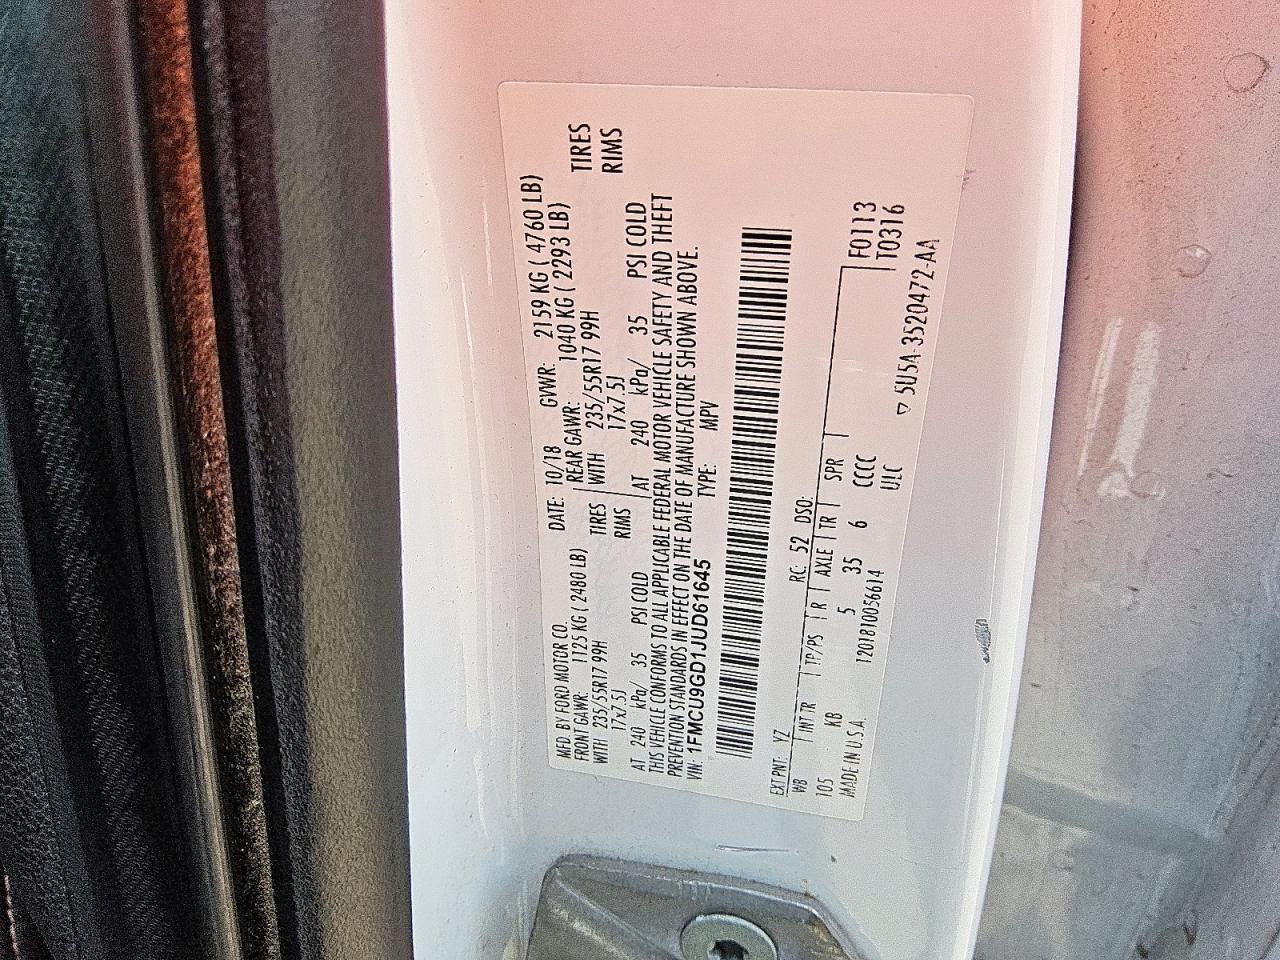 MFD. BY FORD MOTOR CO. DATE: 10/18 GVWR: 2159 KG ( 4760 LB)
FRONT GAWR: 1125 KG ( 2480 LB) REAR GAWR: 1040 KG ( 2293 LB)
WITH 235/55R17 99H TIRES WITH 235/55R17 99H TIRES
17x7.5J RIMS 17x7.5J RIMS
AT 240 kPa/ 35 PSI COLD AT 240 kPa/ 35 PSI COLD
THIS VEHICLE CONFORMS TO ALL APPLICABLE FEDERAL MOTOR VEHICLE SAFETY AND THEFT
PREVENTION STANDARDS IN EFFECT ON THE DATE OF MANUFACTURE SHOWN ABOVE.
VIN: 1FMCU9GD1JUD61645 TYPE: MPV
EXT PNT: YZ RC: 52 DSO:
WB INT TR TP/PS R AXLE TR SPR F0113
105 KB 5 35 6 CCCC T0316
MADE IN U.S.A. 1201810056614 ULC
▽ 5U5A-3520472-AA